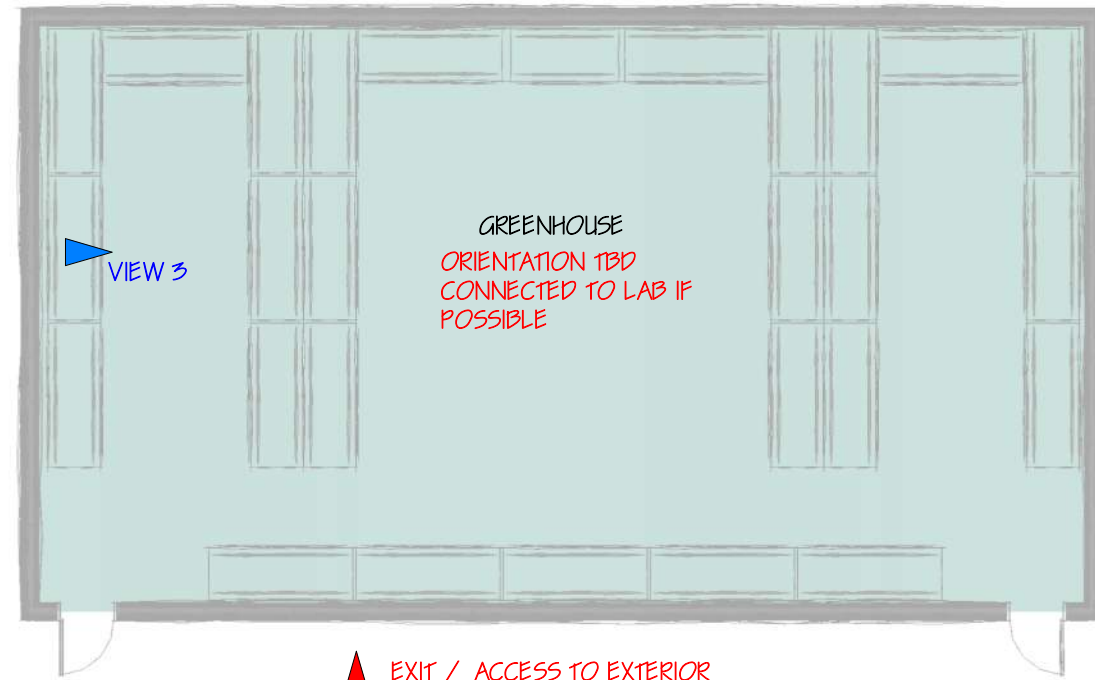 GREENHOUSE
ORIENTATION TBD
CONNECTED TO LAB IF
POSSIBLE
VIEW 3
EXIT / ACCESS TO EXTERIOR